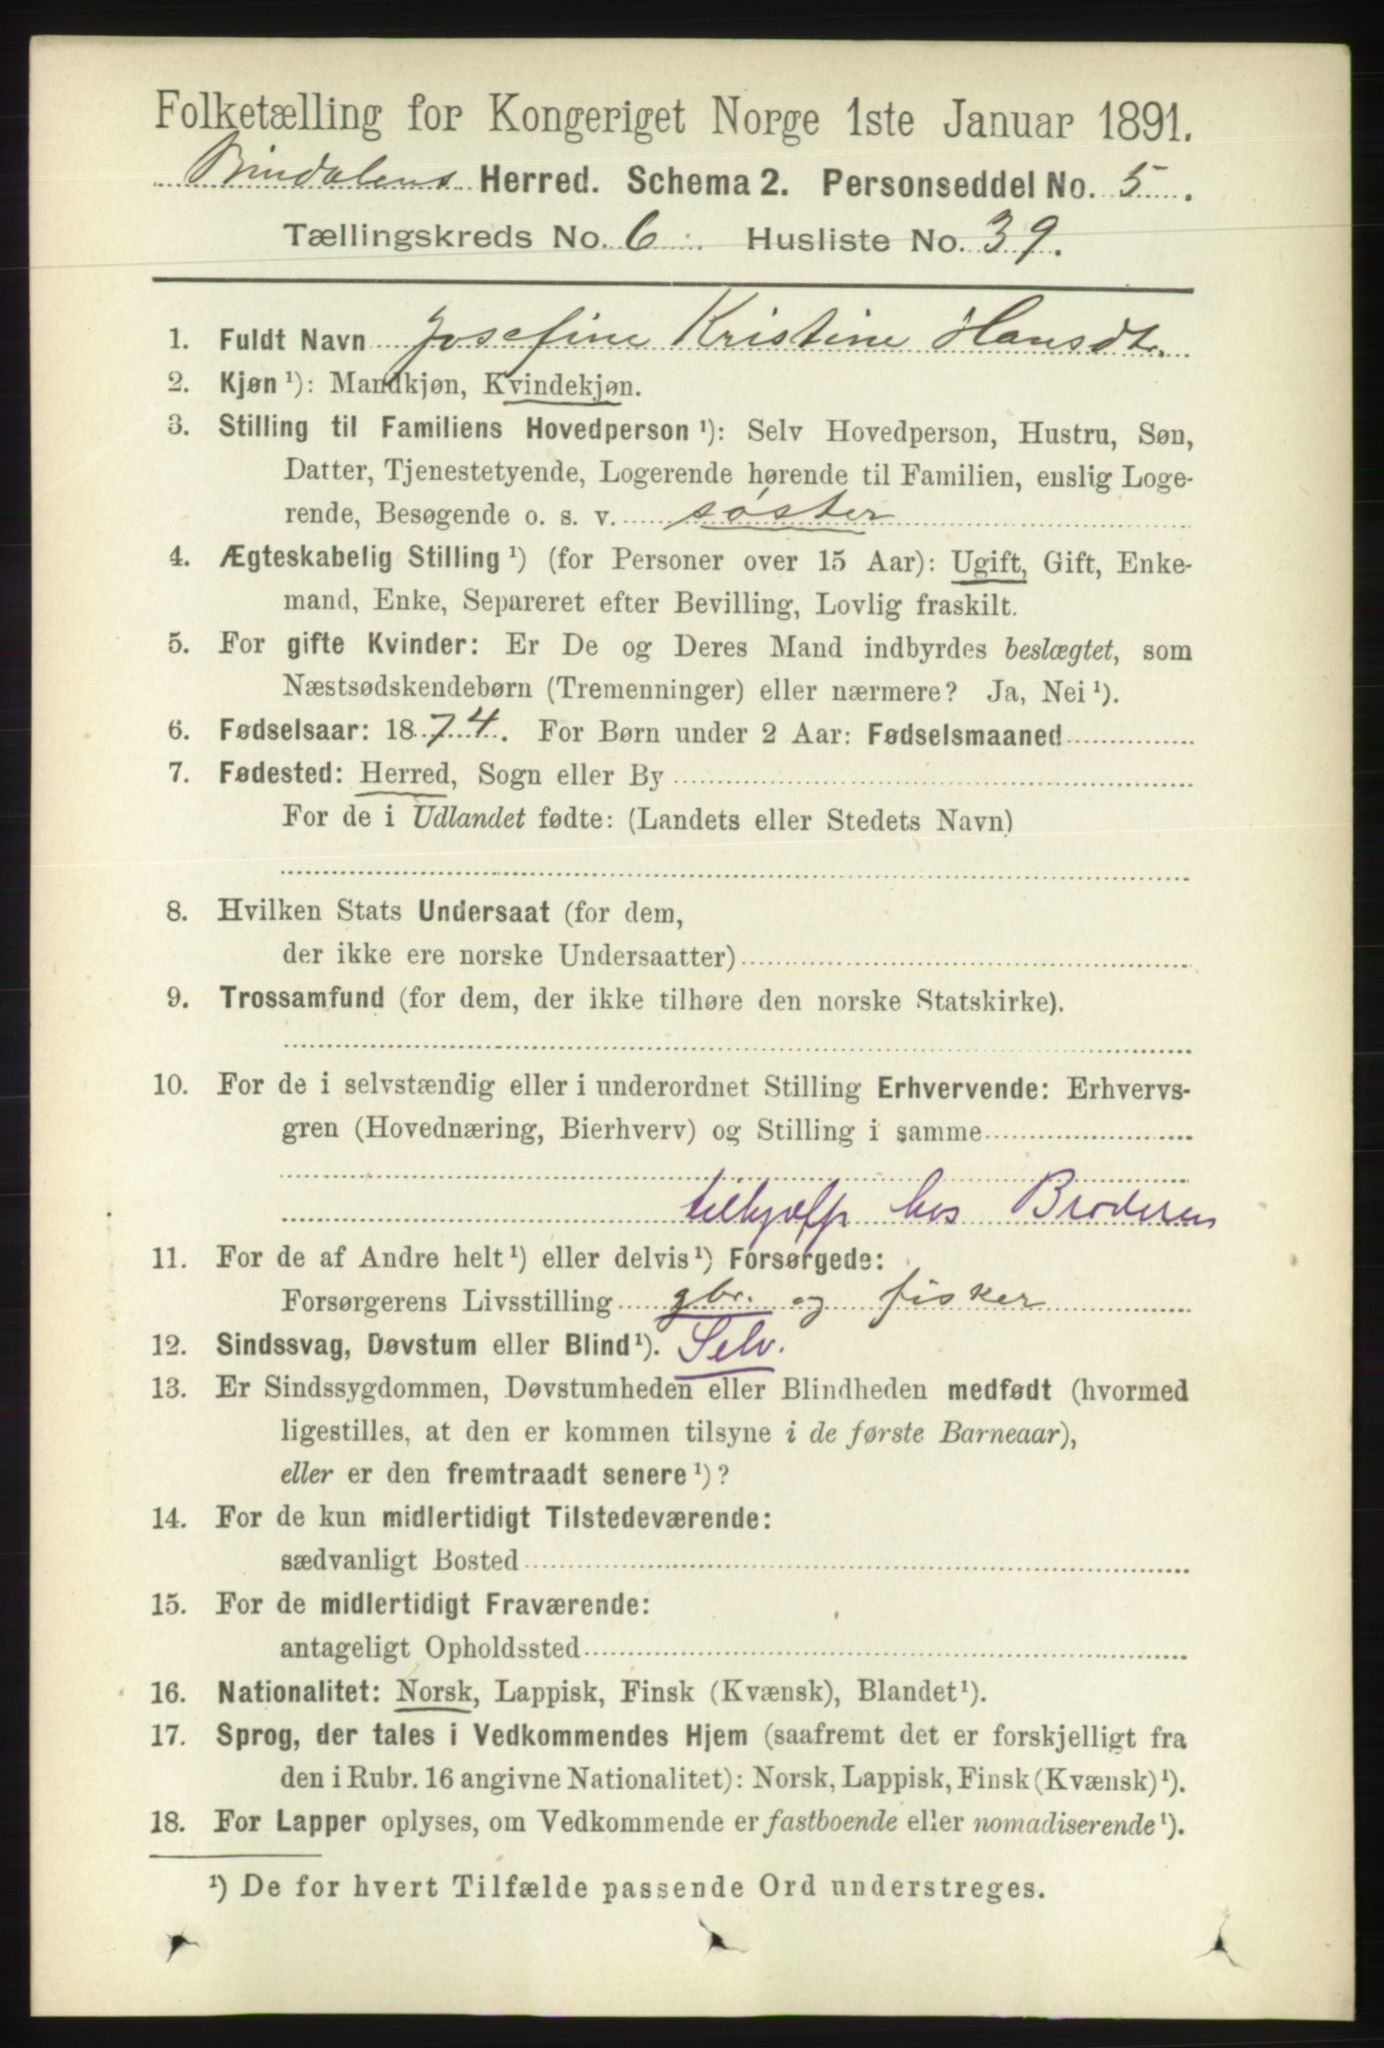 Folketælling for Kongeriget Norge 1ste Januar 1891.
Bindalens Herred. Schema 2. Personseddel No. 5.
Tællingskreds No. 6. Husliste No. 39.
1. Fuldt Navn Josefine Kristine Hansdt.
2. Kjøn ¹): Mandkjøn, Kvindekjøn.
3. Stilling til Familiens Hovedperson ¹): Selv Hovedperson, Hustru, Søn,
Datter, Tjenestetyende, Logerende hørende til Familien, enslig Loge-
rende, Besøgende o. s. v. søster
4. Ægteskabelig Stilling ¹) (for Personer over 15 Aar): Ugift, Gift, Enke-
mand, Enke, Separeret efter Bevilling, Lovlig fraskilt.
5. For gifte Kvinder: Er De og Deres Mand indbyrdes beslægtet, som
Næstsødskendebørn (Tremenninger) eller nærmere? Ja, Nei ¹).
6. Fødselsaar: 1874. For Børn under 2 Aar: Fødselsmaaned
7. Fødested: Herred, Sogn eller By
For de i Udlandet fødte: (Landets eller Stedets Navn)
8. Hvilken Stats Undersaat (for dem,
der ikke ere norske Undersaatter)
9. Trossamfund (for dem, der ikke tilhøre den norske Statskirke).
10. For de i selvstændig eller i underordnet Stilling Erhvervende: Erhvervs-
gren (Hovednæring, Bierhverv) og Stilling i samme
tilhjælp hos Broderen
11. For de af Andre helt ¹) eller delvis ¹) Forsørgede:
Forsørgerens Livsstilling gbr. og fisker
12. Sindssvag, Døvstum eller Blind ¹). Selv.
13. Er Sindssygdommen, Døvstumheden eller Blindheden medfødt (hvormed
ligestilles, at den er kommen tilsyne i de første Barneaar),
eller er den fremtraadt senere ¹)?
14. For de kun midlertidigt Tilstedeværende:
sædvanligt Bosted
15. For de midlertidigt Fraværende:
antageligt Opholdssted
16. Nationalitet: Norsk, Lappisk, Finsk (Kvænsk), Blandet ¹).
17. Sprog, der tales i Vedkommendes Hjem (saafremt det er forskjelligt fra
den i Rubr. 16 angivne Nationalitet): Norsk, Lappisk, Finsk (Kvænsk) ¹).
18. For Lapper oplyses, om Vedkommende er fastboende eller nomadiserende ¹).
¹) De for hvert Tilfælde passende Ord understreges.